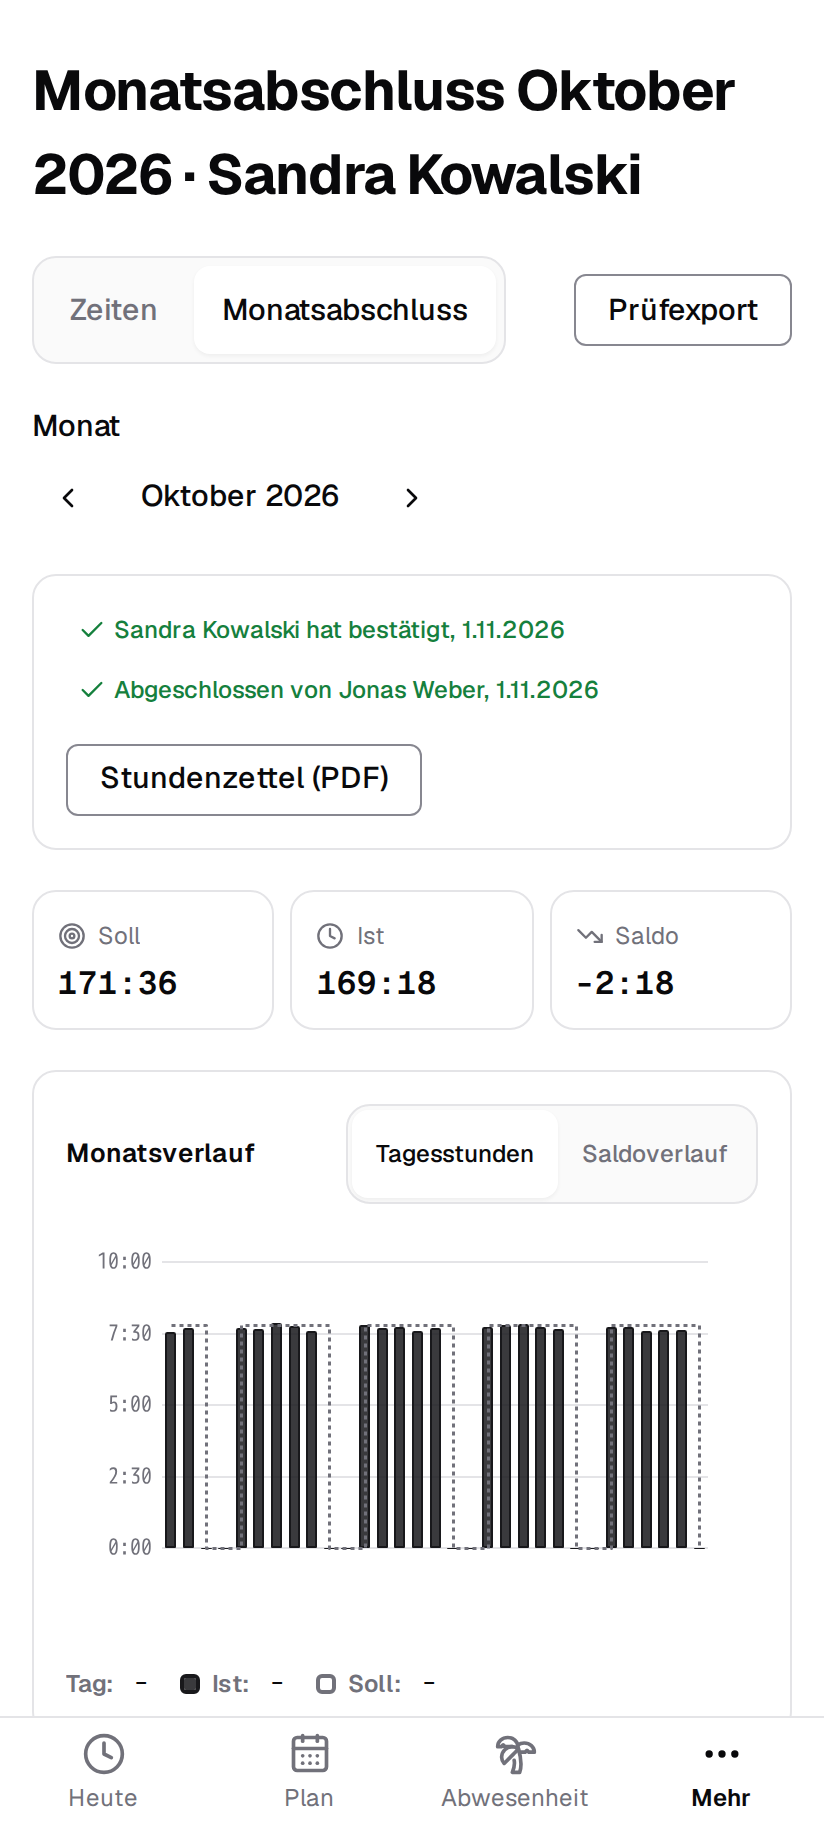 Monatsabschluss Oktober
2026 · Sandra Kowalski
Zeiten
Monatsabschluss
Prüfexport
Monat
Oktober 2026
Sandra Kowalski hat bestätigt, 1.11.2026
Abgeschlossen von Jonas Weber, 1.11.2026
Stundenzettel (PDF)
Soll
171:36
Ist
169:18
Saldo
-2:18
Monatsverlauf
Tagesstunden
Saldoverlauf
10:00
7:30
5:00
2:30
0:00
Tag: - Ist: - Soll: -
Heute
Plan
Abwesenheit
Mehr